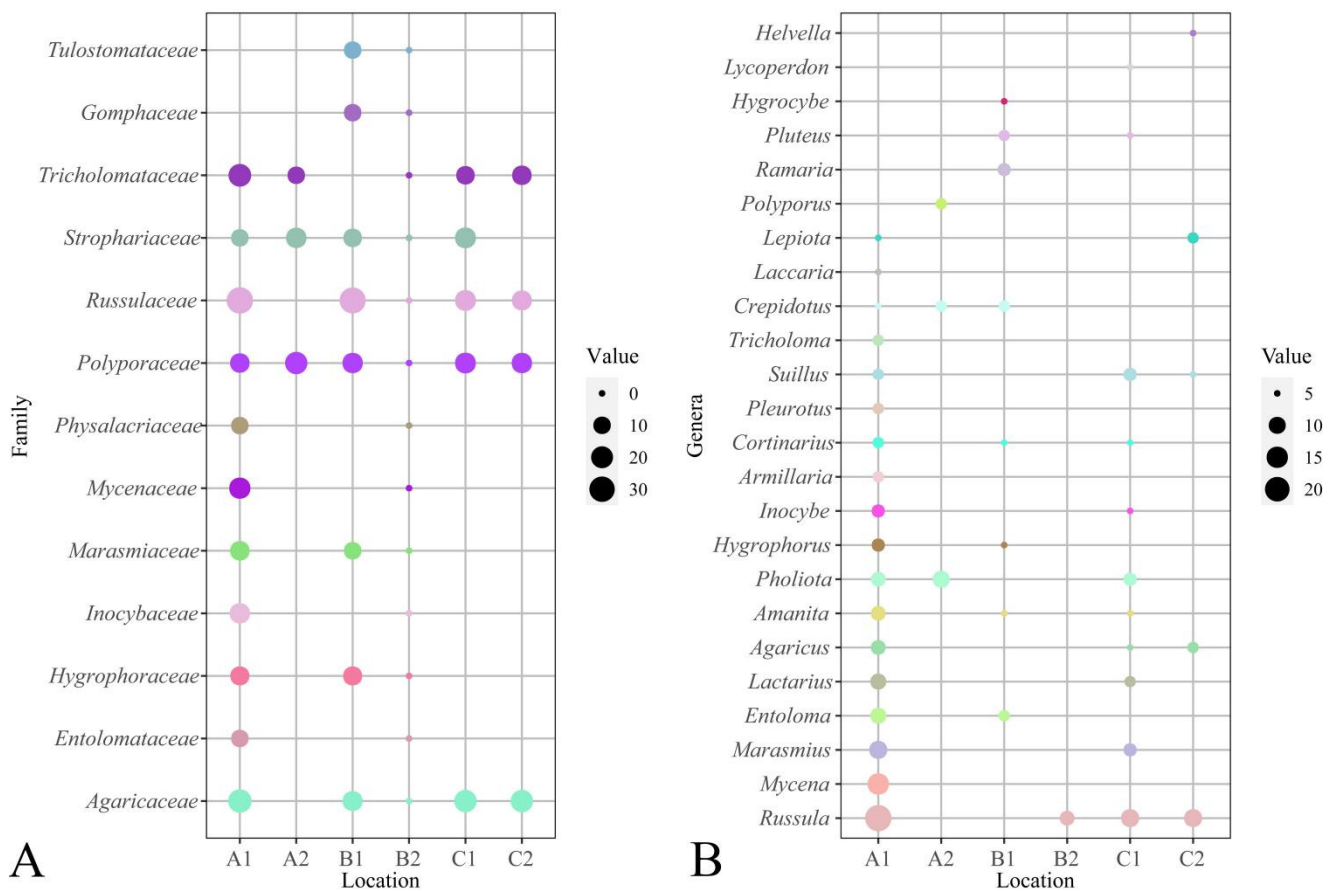 Tulostomataceae
Gomphaceae
Tricholomataceae
Strophariaceae
Russulaceae
Polyporaceae
Physalacriaceae
Mycenaceae
Marasmiaceae
Inocybaceae
Hygrophoraceae
Entolomataceae
Agaricaceae
Family
A1 A2 B1 B2 C1 C2
Location
Value
0
10
20
30
A
Helvella
Lycoperdon
Hygrocybe
Pluteus
Ramaria
Polyporus
Lepiota
Laccaria
Crepidotus
Tricholoma
Suillus
Pleurotus
Cortinarius
Armillaria
Inocybe
Hygrophorus
Pholiota
Amanita
Agaricus
Lactarius
Entoloma
Marasmius
Mycena
Russula
Genera
A1 A2 B1 B2 C1 C2
Location
Value
5
10
15
20
B